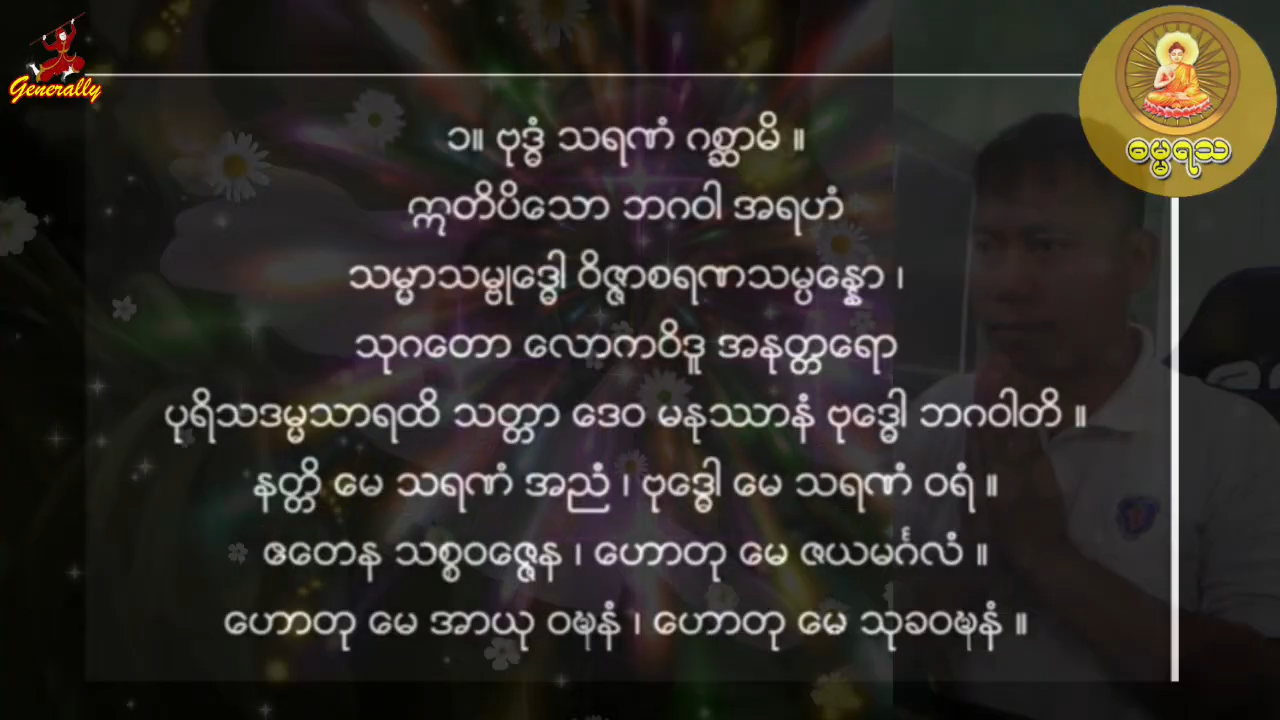 Generally
ဓမ္မရသ
၁။ ဗုဒ္ဓံ သရဏံ ဂစ္ဆာမိ ။
ဣတိပိသော ဘဂဝါ အရဟံ
သမ္မာသမ္ဗုဒ္ဓေါ ဝိဇ္ဇာစရဏသမ္ပန္နော ၊
သုဂတော လောကဝိဒူ အနုတ္တရော
ပုရိသဒမ္မသာရထိ သတ္တာ ဒေဝ မနုဿာနံ ဗုဒ္ဓေါ ဘဂဝါတိ ။
နတ္တိ မေ သရဏံ အညံ ၊ ဗုဒ္ဓေါ မေ သရဏံ ဝရံ ။
ဧတေန သစ္စဝဇ္ဇေန ၊ ဟောတု မေ ဇယမင်္ဂလံ ။
ဟောတု မေ အာယု ဝၯနံ ၊ ဟောတု မေ သုခဝၯနံ ။